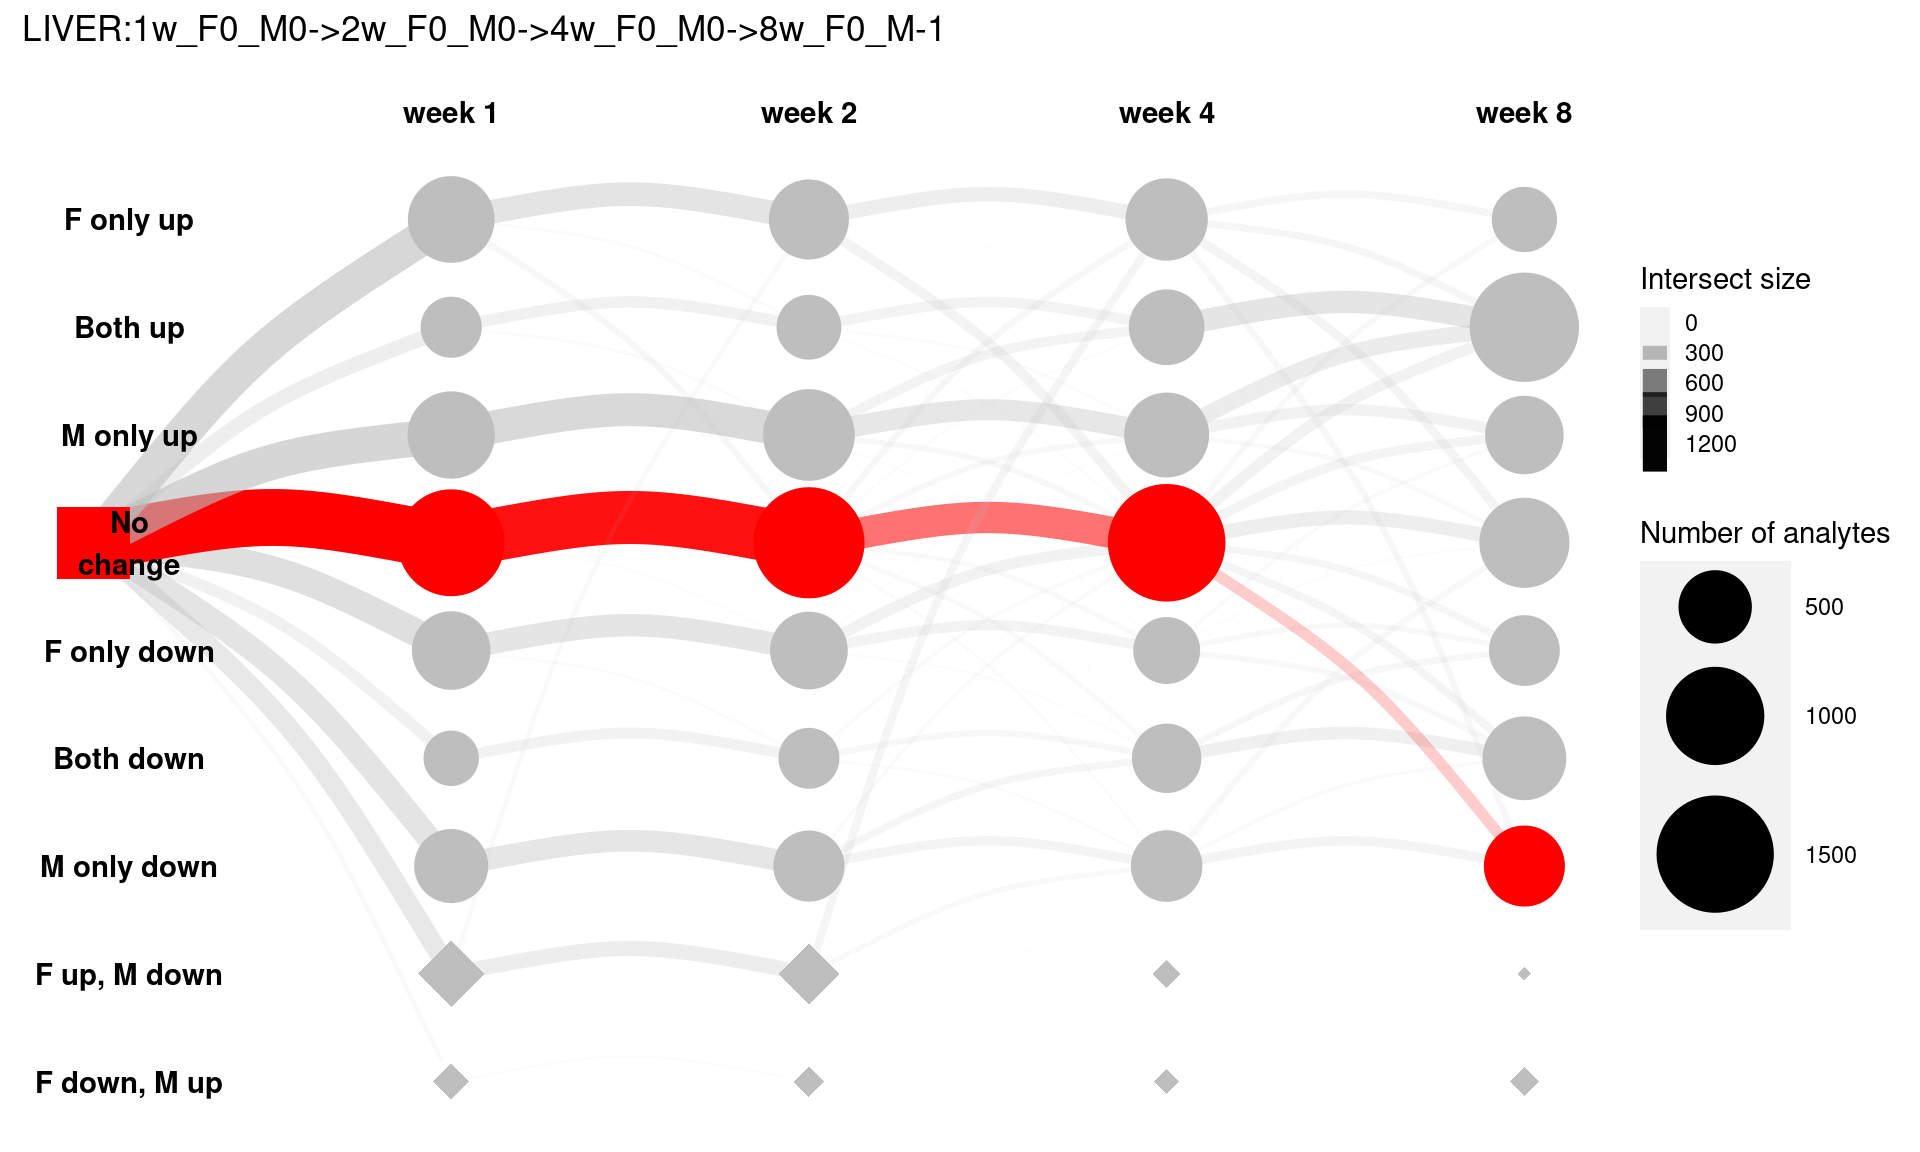 LIVER:1w_F0_M0->2w_F0_M0->4w_F0_M0->8w_F0_M-1
week 1
week 2
week 4
week 8
F only up
Both up
M only up
No
change
F only down
Both down
M only down
F up, M down
F down, M up
Intersect size
0
300
600
900
1200
Number of analytes
500
1000
1500